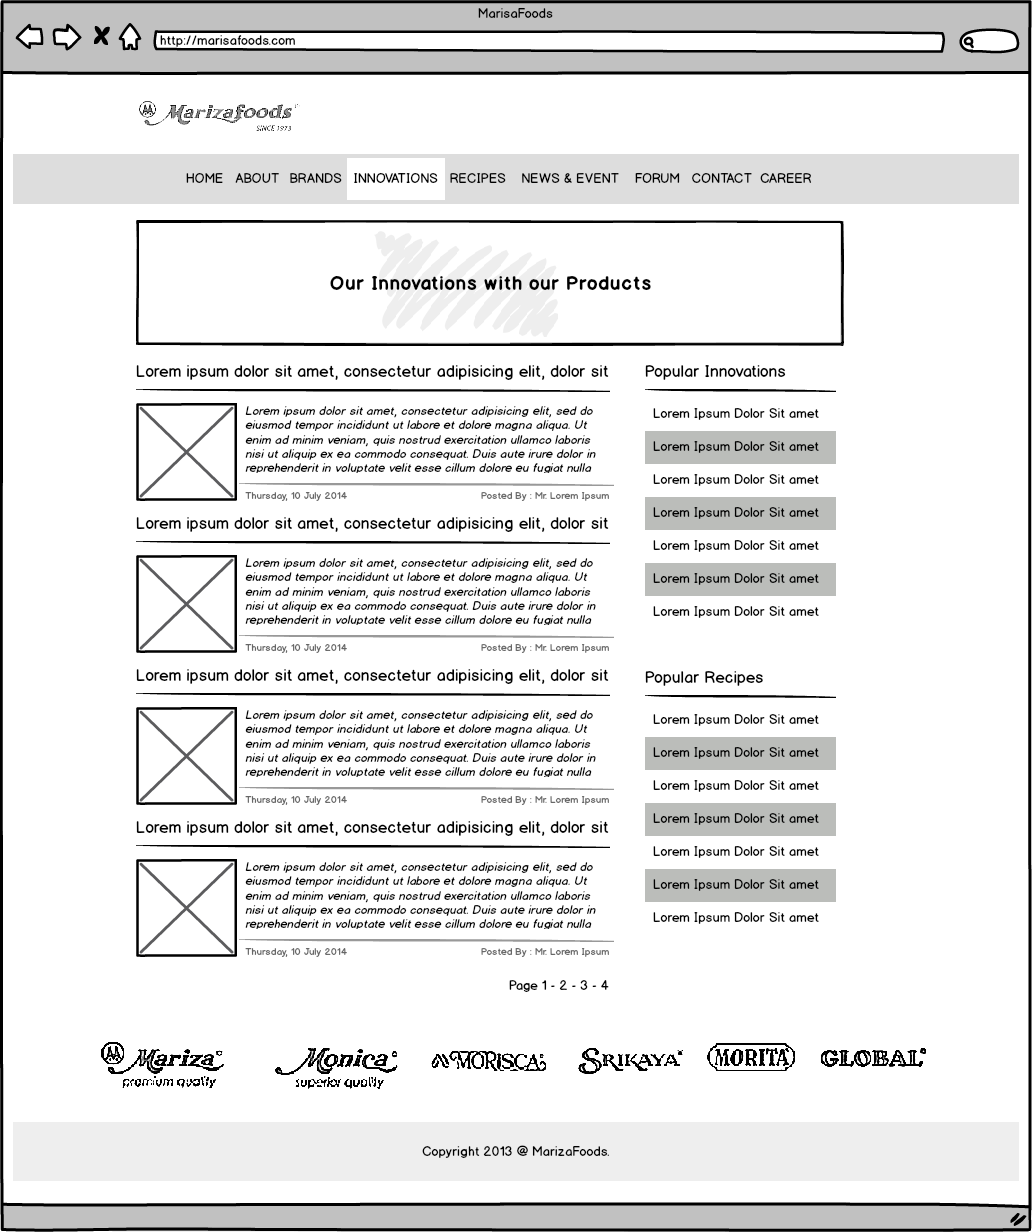 MarisaFoods
http://marisafoods.com
Marizafoods
SINCE 1973
HOME ABOUT BRANDS INNOVATIONS RECIPES NEWS & EVENT FORUM CONTACT CAREER
Our Innovations with our Products
Lorem ipsum dolor sit amet, consectetur adipisicing elit, dolor sit
Lorem ipsum dolor sit amet, consectetur adipisicing elit, sed do
eiusmod tempor incididunt ut labore et dolore magna aliqua. Ut
enim ad minim veniam, quis nostrud exercitation ullamco laboris
nisi ut aliquip ex ea commodo consequat. Duis aute irure dolor in
reprehenderit in voluptate velit esse cillum dolore eu fugiat nulla
Thursday, 10 July 2014 Posted By : Mr. Lorem Ipsum
Lorem ipsum dolor sit amet, consectetur adipisicing elit, dolor sit
Lorem ipsum dolor sit amet, consectetur adipisicing elit, sed do
eiusmod tempor incididunt ut labore et dolore magna aliqua. Ut
enim ad minim veniam, quis nostrud exercitation ullamco laboris
nisi ut aliquip ex ea commodo consequat. Duis aute irure dolor in
reprehenderit in voluptate velit esse cillum dolore eu fugiat nulla
Thursday, 10 July 2014 Posted By : Mr. Lorem Ipsum
Lorem ipsum dolor sit amet, consectetur adipisicing elit, dolor sit
Lorem ipsum dolor sit amet, consectetur adipisicing elit, sed do
eiusmod tempor incididunt ut labore et dolore magna aliqua. Ut
enim ad minim veniam, quis nostrud exercitation ullamco laboris
nisi ut aliquip ex ea commodo consequat. Duis aute irure dolor in
reprehenderit in voluptate velit esse cillum dolore eu fugiat nulla
Thursday, 10 July 2014 Posted By : Mr. Lorem Ipsum
Lorem ipsum dolor sit amet, consectetur adipisicing elit, dolor sit
Lorem ipsum dolor sit amet, consectetur adipisicing elit, sed do
eiusmod tempor incididunt ut labore et dolore magna aliqua. Ut
enim ad minim veniam, quis nostrud exercitation ullamco laboris
nisi ut aliquip ex ea commodo consequat. Duis aute irure dolor in
reprehenderit in voluptate velit esse cillum dolore eu fugiat nulla
Thursday, 10 July 2014 Posted By : Mr. Lorem Ipsum
Page 1 - 2 - 3 - 4
Popular Innovations
Lorem Ipsum Dolor Sit amet
Lorem Ipsum Dolor Sit amet
Lorem Ipsum Dolor Sit amet
Lorem Ipsum Dolor Sit amet
Lorem Ipsum Dolor Sit amet
Lorem Ipsum Dolor Sit amet
Lorem Ipsum Dolor Sit amet
Popular Recipes
Lorem Ipsum Dolor Sit amet
Lorem Ipsum Dolor Sit amet
Lorem Ipsum Dolor Sit amet
Lorem Ipsum Dolor Sit amet
Lorem Ipsum Dolor Sit amet
Lorem Ipsum Dolor Sit amet
Lorem Ipsum Dolor Sit amet
Mariza Monica MORISCA SRIKAYA MORITA GLOBAL
premium quality superior quality
Copyright 2013 @ MarizaFoods.